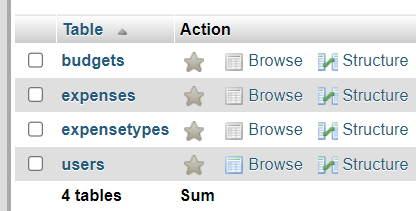 Table Action
budgets Browse Structure
expenses Browse Structure
expensetypes Browse Structure
users Browse Structure
4 tables Sum